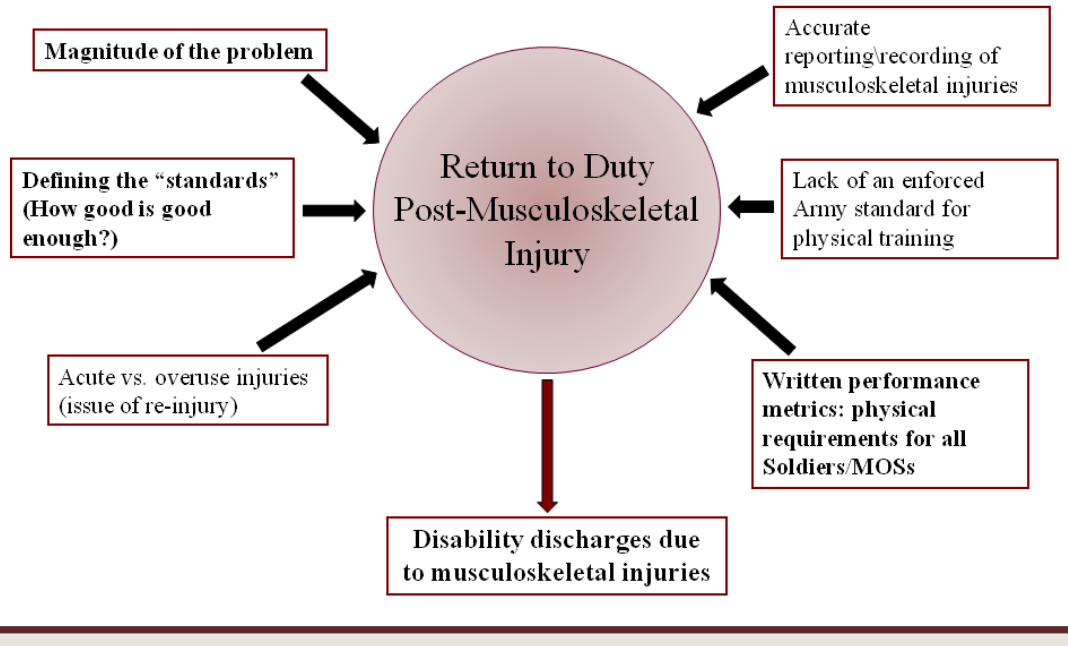 Magnitude of the problem
Accurate
reporting\recording of
musculoskeletal injuries
Defining the “standards”
(How good is good
enough?)
Return to Duty
Post-Musculoskeletal
Injury
Lack of an enforced
Army standard for
physical training
Acute vs. overuse injuries
(issue of re-injury)
Written performance
metrics: physical
requirements for all
Soldiers/MOSs
Disability discharges due
to musculoskeletal injuries